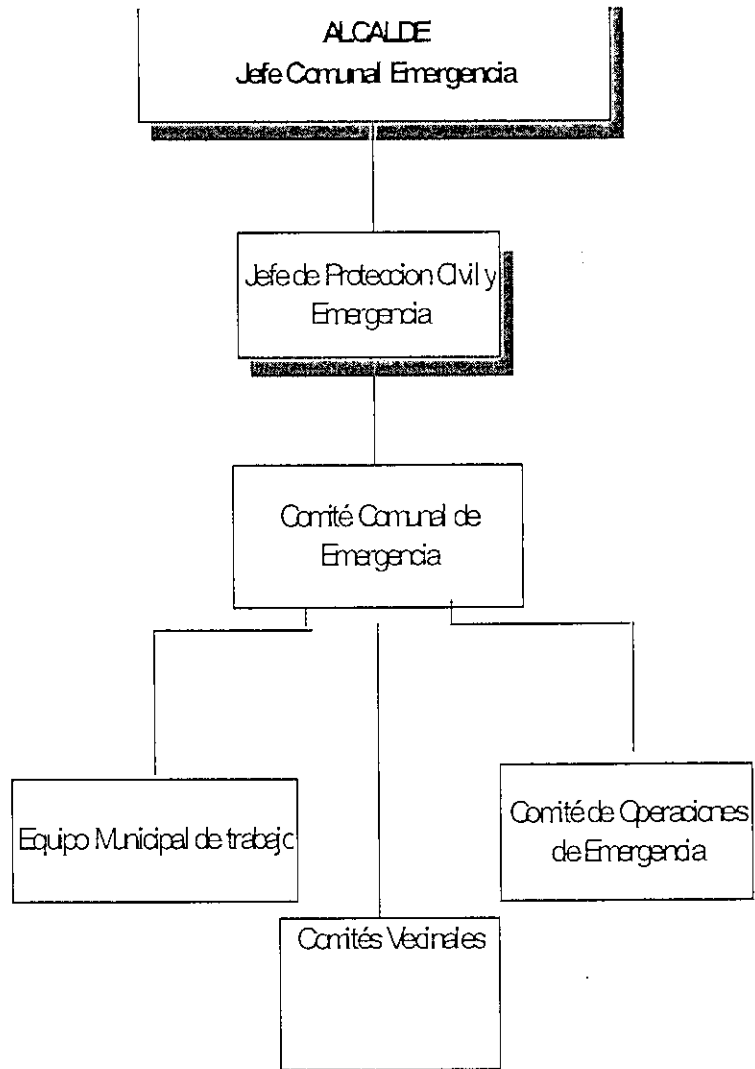 ALCALDE
Jefe Comunal Emergencia
Jefe de Proteccion Civil y
Emergencia
Comité Comunal de
Emergencia
Equipo Municipal de trabajo
Comité de Operaciones
de Emergencia
Comités Vecinales